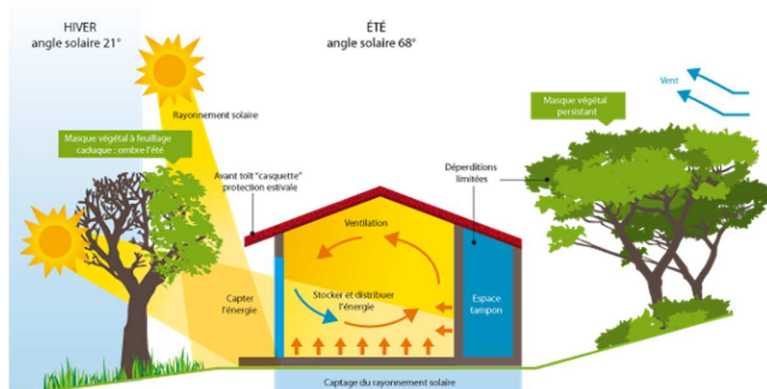 HIVER
angle solaire 21°
ÉTÉ
angle solaire 68°
Rayonnement solaire
Masque végétal à feuillage
caduque : ombre l'été
Avant toit "casquette"
protection estivale
Déperditions
limitées
Masque végétal
persistant
Vent
Ventilation
Capter
l'énergie
Stocker et distribuer
l'énergie
Espace
tampon
Captage du rayonnement solaire